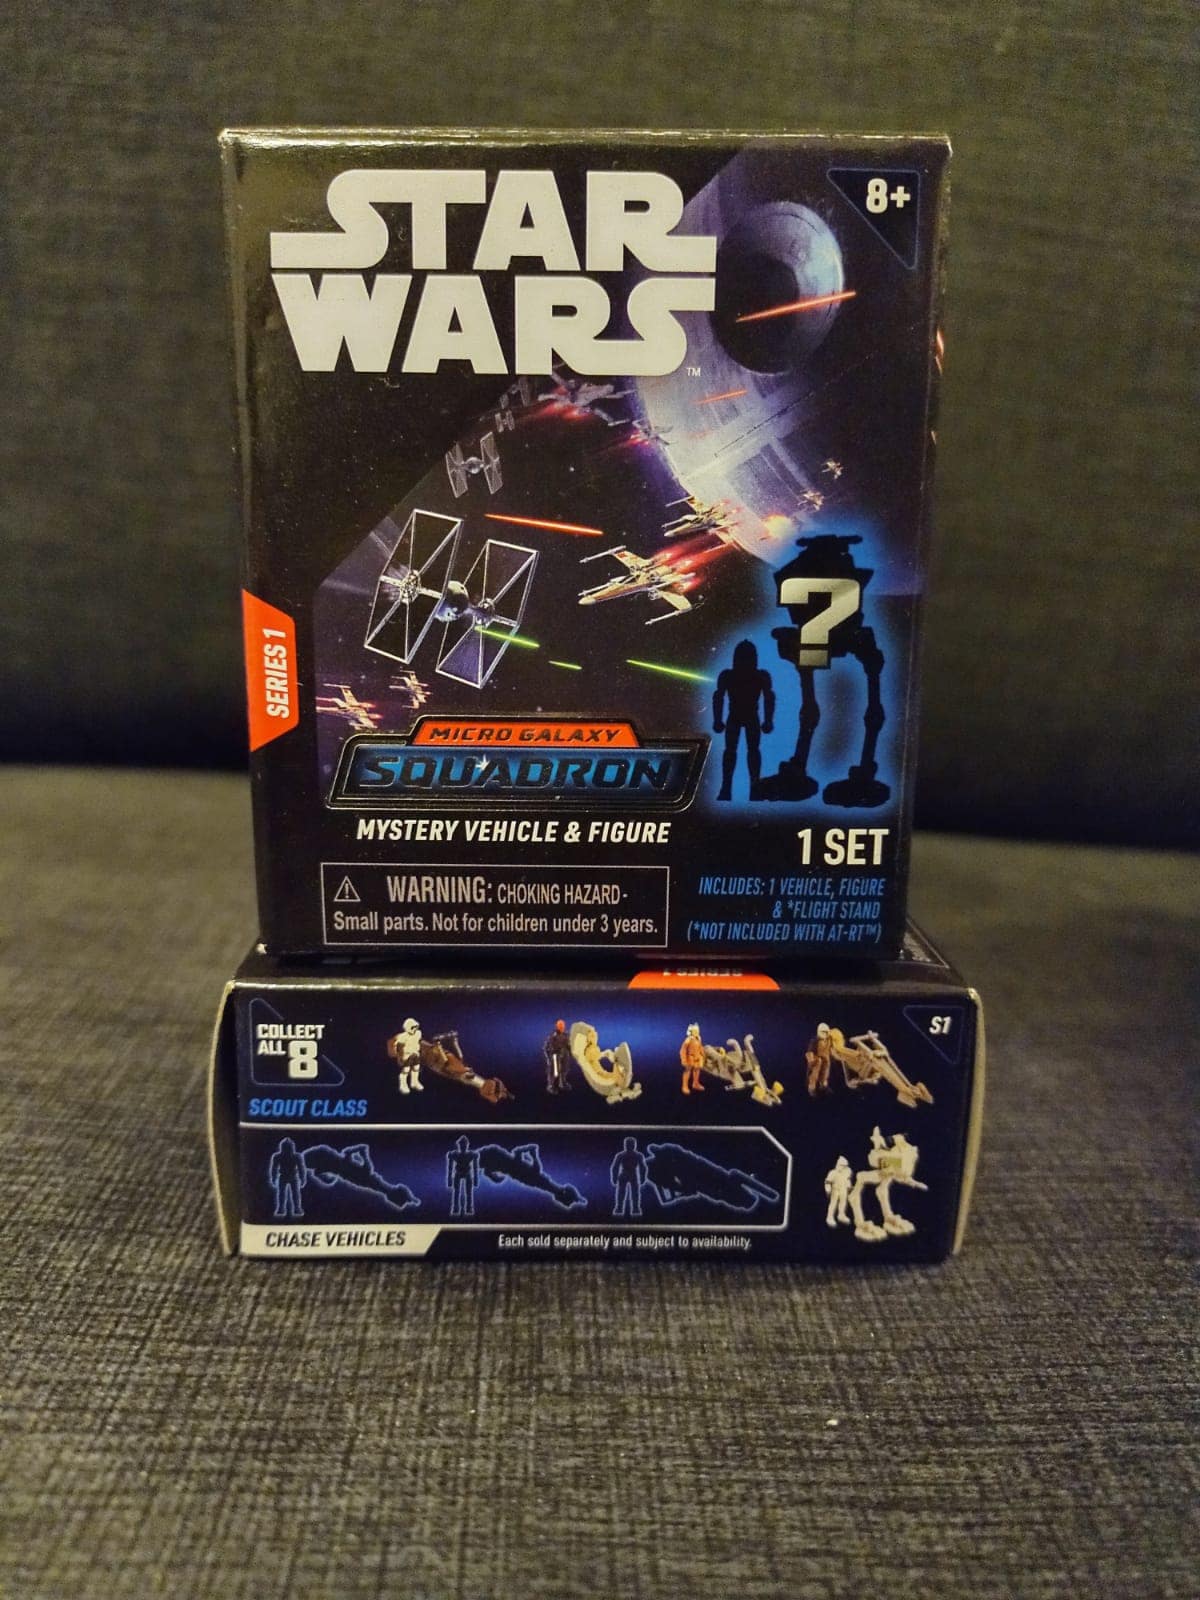 STAR
WARS
™
8+
SERIES 1
MICRO GALAXY
SQUADRON
MYSTERY VEHICLE & FIGURE
?
1 SET
⚠ WARNING: CHOKING HAZARD-
Small parts. Not for children under 3 years.
INCLUDES: 1 VEHICLE, FIGURE
& *FLIGHT STAND
(*NOT INCLUDED WITH AT-RT™)
SERIES 1
COLLECT
ALL 8
S1
SCOUT CLASS
CHASE VEHICLES
Each sold separately and subject to availability.